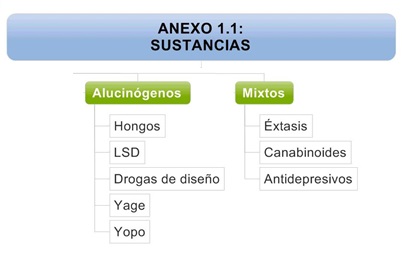 ANEXO 1.1:
SUSTANCIAS
Alucinógenos
Hongos
LSD
Drogas de diseño
Yage
Yopo
Mixtos
Éxtasis
Canabinoides
Antidepresivos